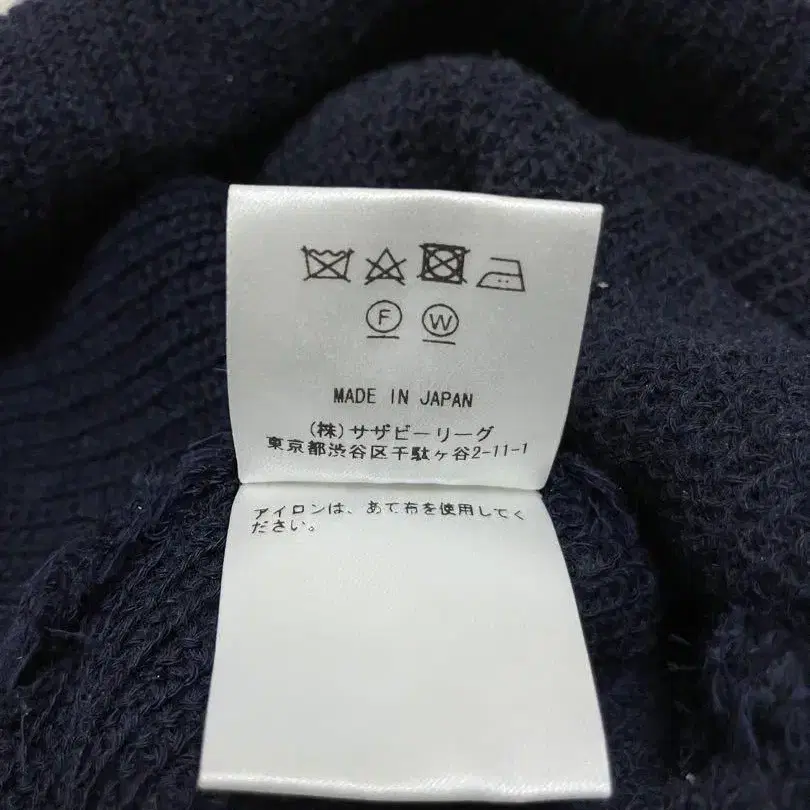 F W
MADE IN JAPAN
(株)サザビーリーグ
東京都渋谷区千駄ヶ谷2-11-1
アイロンは、あて布を使用してく
ださい。